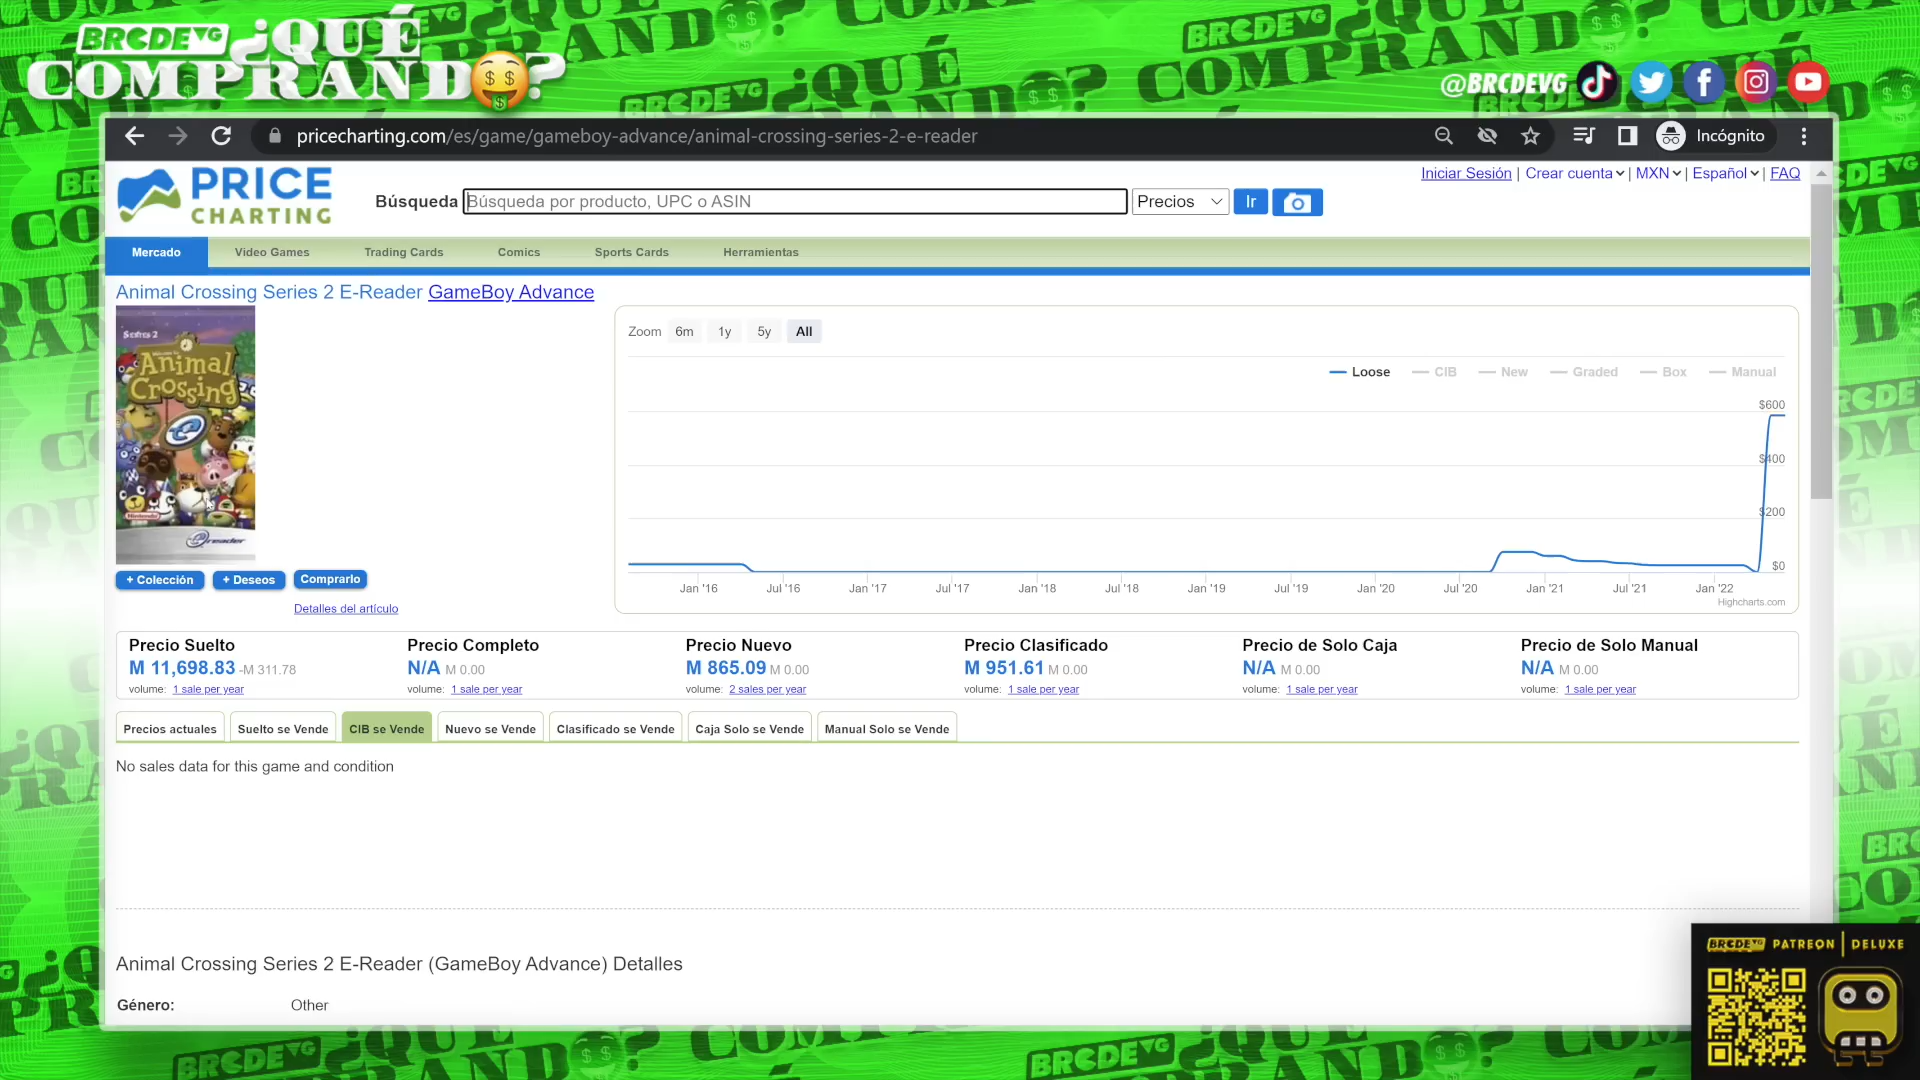 BRCDEVG ¿QUÉ
COMPRANDO?
@BRCDEVG
pricecharting.com/es/game/gameboy-advance/animal-crossing-series-2-e-reader
Incógnito
PRICE
CHARTING
Búsqueda
Búsqueda por producto, UPC o ASIN
Precios
Ir
Iniciar Sesión | Crear cuenta | MXN | Español | FAQ
Mercado
Video Games
Trading Cards
Comics
Sports Cards
Herramientas
Animal Crossing Series 2 E-Reader GameBoy Advance
Series 2
Animal
Crossing
Nintendo
e-reader
+ Colección
+ Deseos
Comprarlo
Detalles del artículo
Zoom 6m 1y 5y All
Loose CIB New Graded Box Manual
$600
$400
$200
$0
Jan '16 Jul '16 Jan '17 Jul '17 Jan '18 Jul '18 Jan '19 Jul '19 Jan '20 Jul '20 Jan '21 Jul '21 Jan '22
Highcharts.com
Precio Suelto
M 11,698.83 -M 311.78
volume: 1 sale per year
Precio Completo
N/A M 0.00
volume: 1 sale per year
Precio Nuevo
M 865.09 M 0.00
volume: 2 sales per year
Precio Clasificado
M 951.61 M 0.00
volume: 1 sale per year
Precio de Solo Caja
N/A M 0.00
volume: 1 sale per year
Precio de Solo Manual
N/A M 0.00
volume: 1 sale per year
Precios actuales
Suelto se Vende
CIB se Vende
Nuevo se Vende
Clasificado se Vende
Caja Solo se Vende
Manual Solo se Vende
No sales data for this game and condition
Animal Crossing Series 2 E-Reader (GameBoy Advance) Detalles
Género: Other
BRCDEVG PATREON | DELUXE